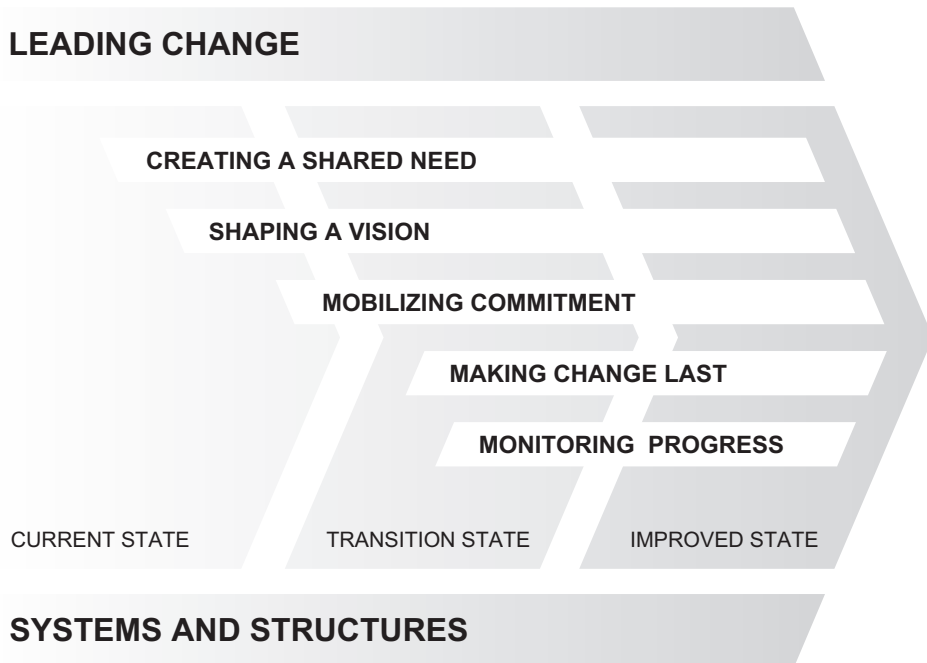 LEADING CHANGE
CREATING A SHARED NEED
SHAPING A VISION
MOBILIZING COMMITMENT
MAKING CHANGE LAST
MONITORING PROGRESS
CURRENT STATE TRANSITION STATE IMPROVED STATE
SYSTEMS AND STRUCTURES